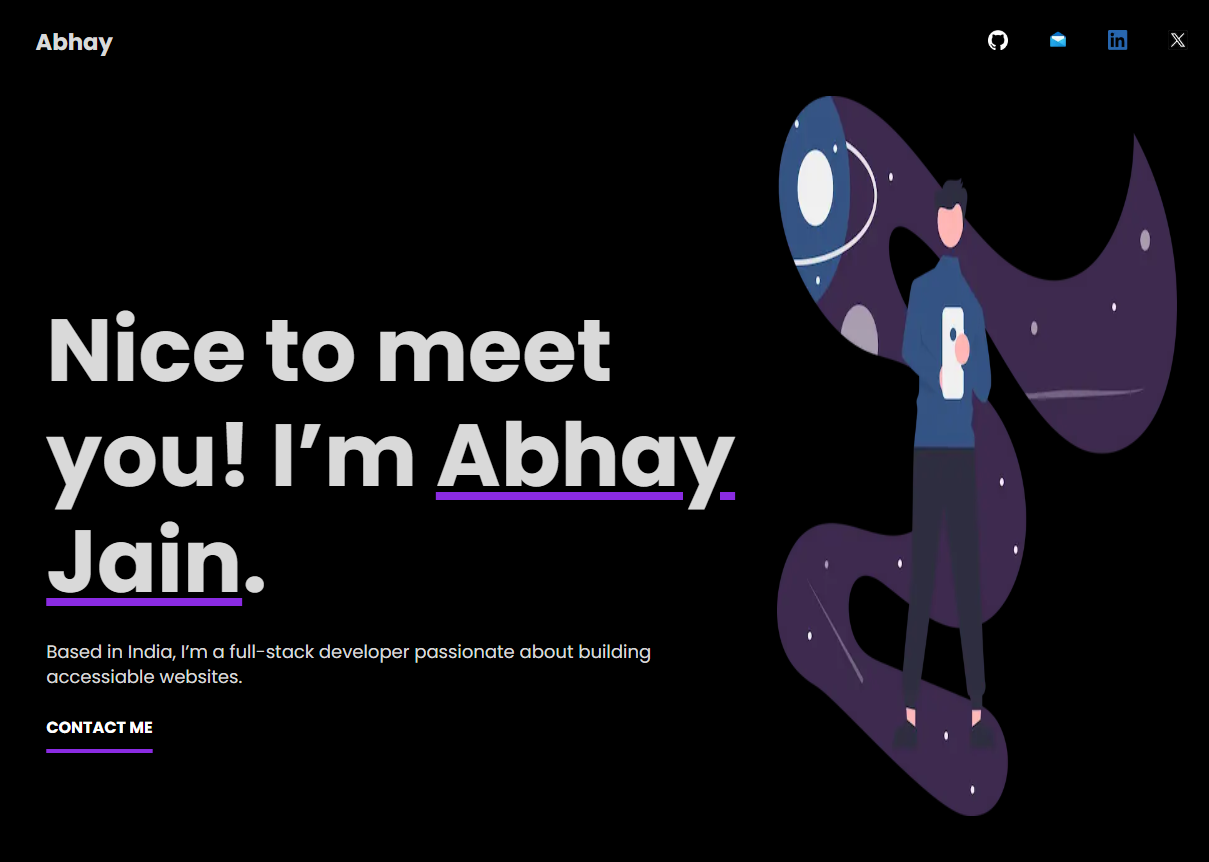 Abhay
Nice to meet
you! I’m Abhay
Jain.
Based in India, I’m a full-stack developer passionate about building
accessiable websites.
CONTACT ME